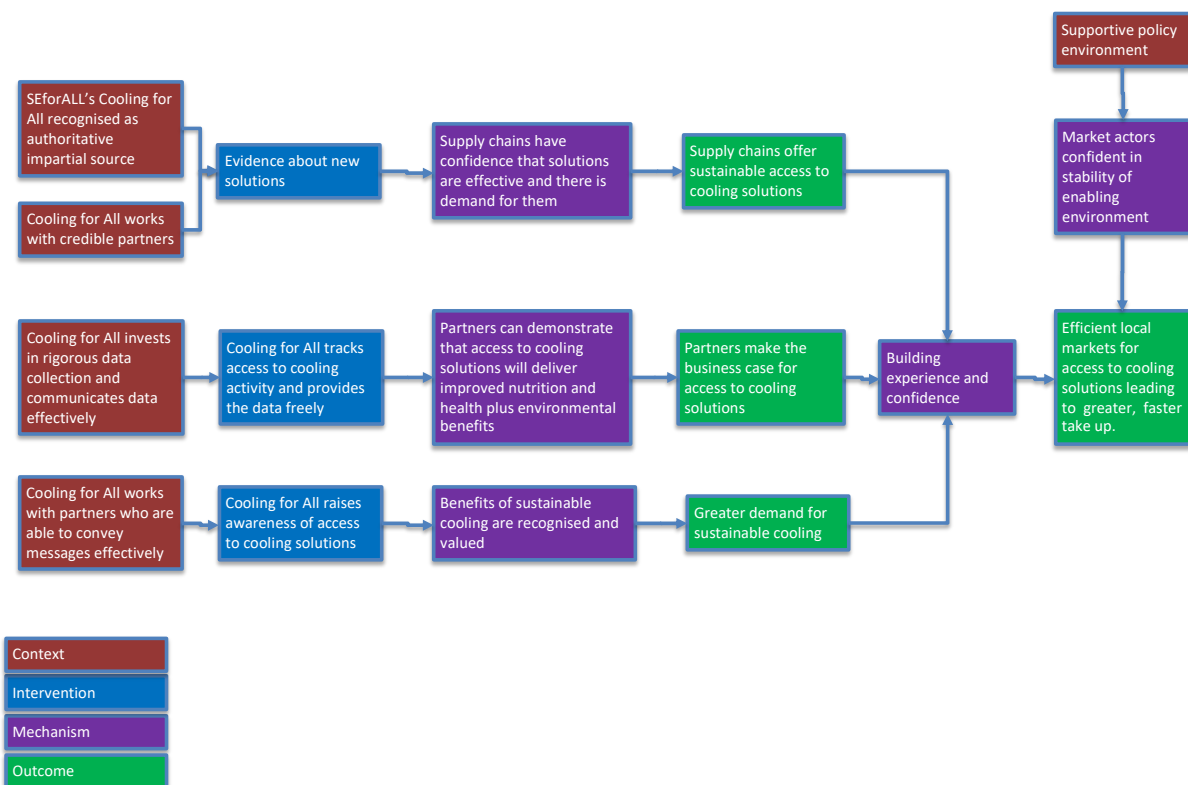 Supportive policy
environment
SEforALL's Cooling for
All recognised as
authoritative
impartial source
Evidence about new
solutions
Supply chains have
confidence that solutions
are effective and there is
demand for them
Supply chains offer
sustainable access to
cooling solutions
Market actors
confident in
stability of
enabling
environment
Cooling for All works
with credible partners
Cooling for All invests
in rigorous data
collection and
communicates data
effectively
Cooling for All tracks
access to cooling
activity and provides
the data freely
Partners can demonstrate
that access to cooling
solutions will deliver
improved nutrition and
health plus environmental
benefits
Partners make the
business case for
access to cooling
solutions
Building
experience and
confidence
Efficient local
markets for
access to cooling
solutions leading
to greater, faster
take up.
Cooling for All works
with partners who are
able to convey
messages effectively
Cooling for All raises
awareness of access
to cooling solutions
Benefits of sustainable
cooling are recognised and
valued
Greater demand for
sustainable cooling
Context
Intervention
Mechanism
Outcome